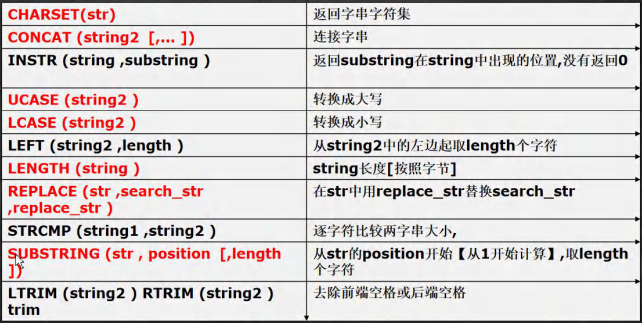 CHARSET(str) 返回字串字符集
CONCAT (string2 [,... ]) 连接字串
INSTR (string ,substring ) 返回substring在string中出现的位置,没有返回0
UCASE (string2 ) 转换成大写
LCASE (string2 ) 转换成小写
LEFT (string2 ,length ) 从string2中的左边起取length个字符
LENGTH (string ) string长度[按照字节]
REPLACE (str ,search_str 在str中用replace_str替换search_str
,replace_str )
STRCMP (string1 ,string2 ) 逐字符比较两字串大小,
SUBSTRING (str , position [,length 从str的position开始【从1开始计算】,取length
]) 个字符
LTRIM (string2 ) RTRIM (string2 ) 去除前端空格或后端空格
trim